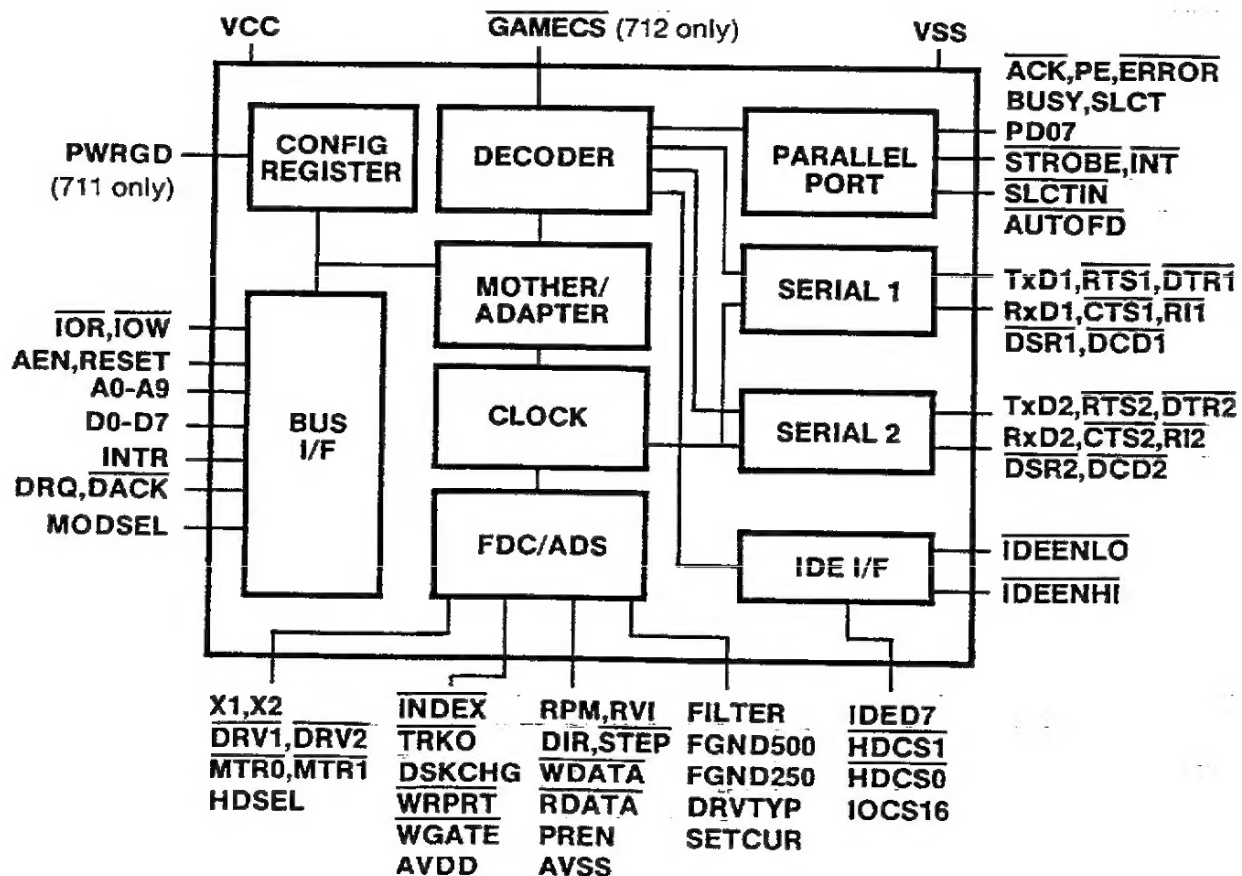 VCC
GAMECS (712 only)
VSS
ACK,PE,ERROR
BUSY,SLCT
PD07
STROBE,INT
SLCTIN
AUTOFD
PWRGD
(711 only)
CONFIG
REGISTER
DECODER
PARALLEL
PORT
MOTHER/
ADAPTER
SERIAL 1
TxD1,RTS1,DTR1
RxD1,CTS1,RI1
DSR1,DCD1
IOR,IOW
AEN,RESET
A0-A9
D0-D7
INTR
DRQ,DACK
MODSEL
BUS
I/F
CLOCK
SERIAL 2
TxD2,RTS2,DTR2
RxD2,CTS2,RI2
DSR2,DCD2
FDC/ADS
IDE I/F
IDEENLO
IDEENHI
X1,X2
DRV1,DRV2
MTR0,MTR1
HDSEL
INDEX
TRKO
DSKCHG
WRPRT
WGATE
AVDD
RPM,RVI
DIR,STEP
WDATA
RDATA
PREN
AVSS
FILTER
FGND500
FGND250
DRVTYP
SETCUR
IDED7
HDCS1
HDCS0
IOCS16